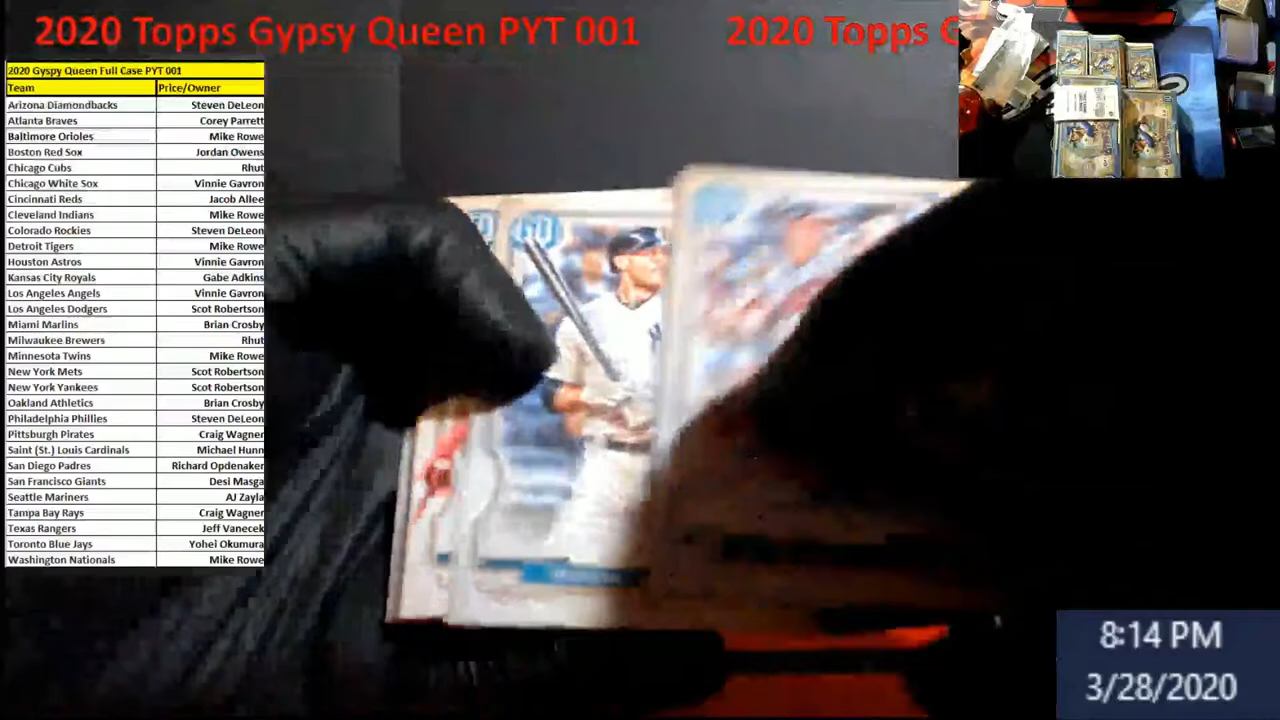 2020 Topps Gypsy Queen PYT 001 2020 Topps G
2020 Gyspy Queen Full Case PYT 001
Team Price/Owner
Arizona Diamondbacks Steven DeLeon
Atlanta Braves Corey Parrett
Baltimore Orioles Mike Rowe
Boston Red Sox Jordan Owens
Chicago Cubs Rhut
Chicago White Sox Vinnie Gavron
Cincinnati Reds Jacob Allee
Cleveland Indians Mike Rowe
Colorado Rockies Steven DeLeon
Detroit Tigers Mike Rowe
Houston Astros Vinnie Gavron
Kansas City Royals Gabe Adkins
Los Angeles Angels Vinnie Gavron
Los Angeles Dodgers Scot Robertson
Miami Marlins Brian Crosby
Milwaukee Brewers Rhut
Minnesota Twins Mike Rowe
New York Mets Scot Robertson
New York Yankees Scot Robertson
Oakland Athletics Brian Crosby
Philadelphia Phillies Steven DeLeon
Pittsburgh Pirates Craig Wagner
Saint (St.) Louis Cardinals Michael Hunn
San Diego Padres Richard Opdenaker
San Francisco Giants Desi Masga
Seattle Mariners AJ Zayla
Tampa Bay Rays Craig Wagner
Texas Rangers Jeff Vanecek
Toronto Blue Jays Yohei Okumura
Washington Nationals Mike Rowe
GQ
8:14 PM
3/28/2020